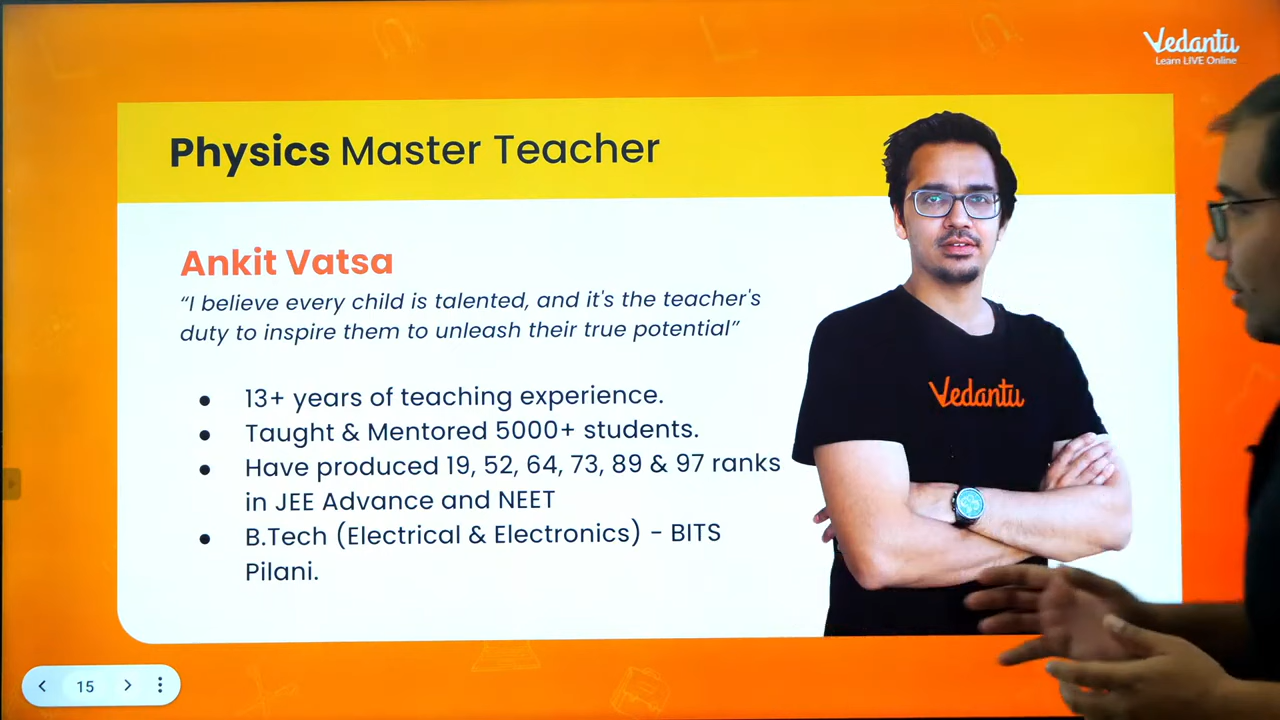 Vedantu
Learn LIVE Online
Physics Master Teacher
Ankit Vatsa
“I believe every child is talented, and it's the teacher's
duty to inspire them to unleash their true potential”
● 13+ years of teaching experience.
● Taught & Mentored 5000+ students.
● Have produced 19, 52, 64, 73, 89 & 97 ranks
in JEE Advance and NEET
● B.Tech (Electrical & Electronics) - BITS
Pilani.
Vedantu
15